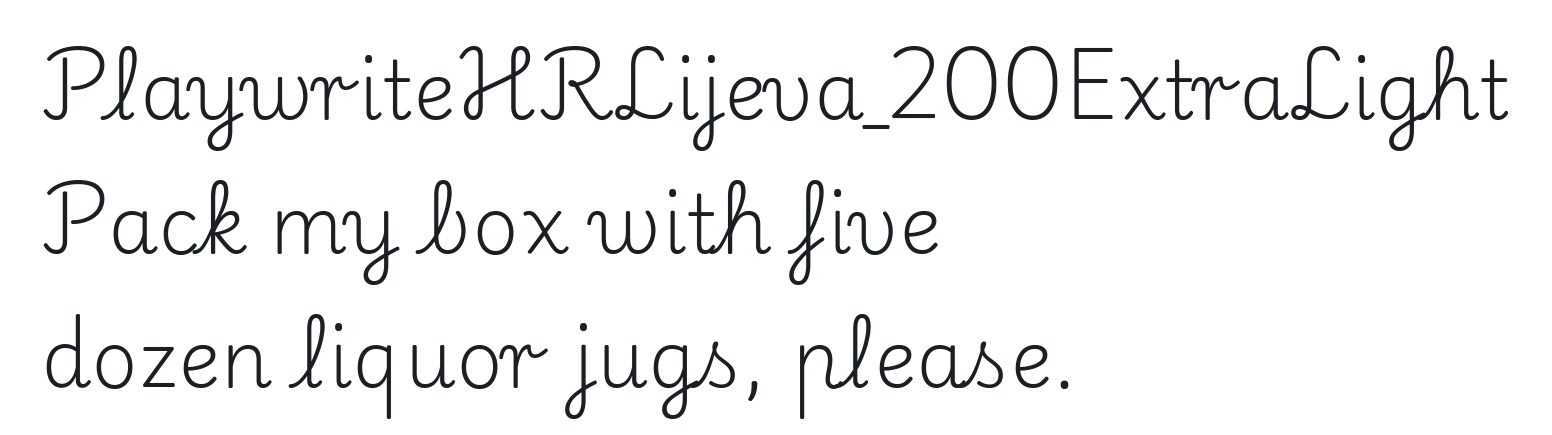 PlaywriteHRLijeva_200ExtraLight
Pack my box with five
dozen liquor jugs, please.